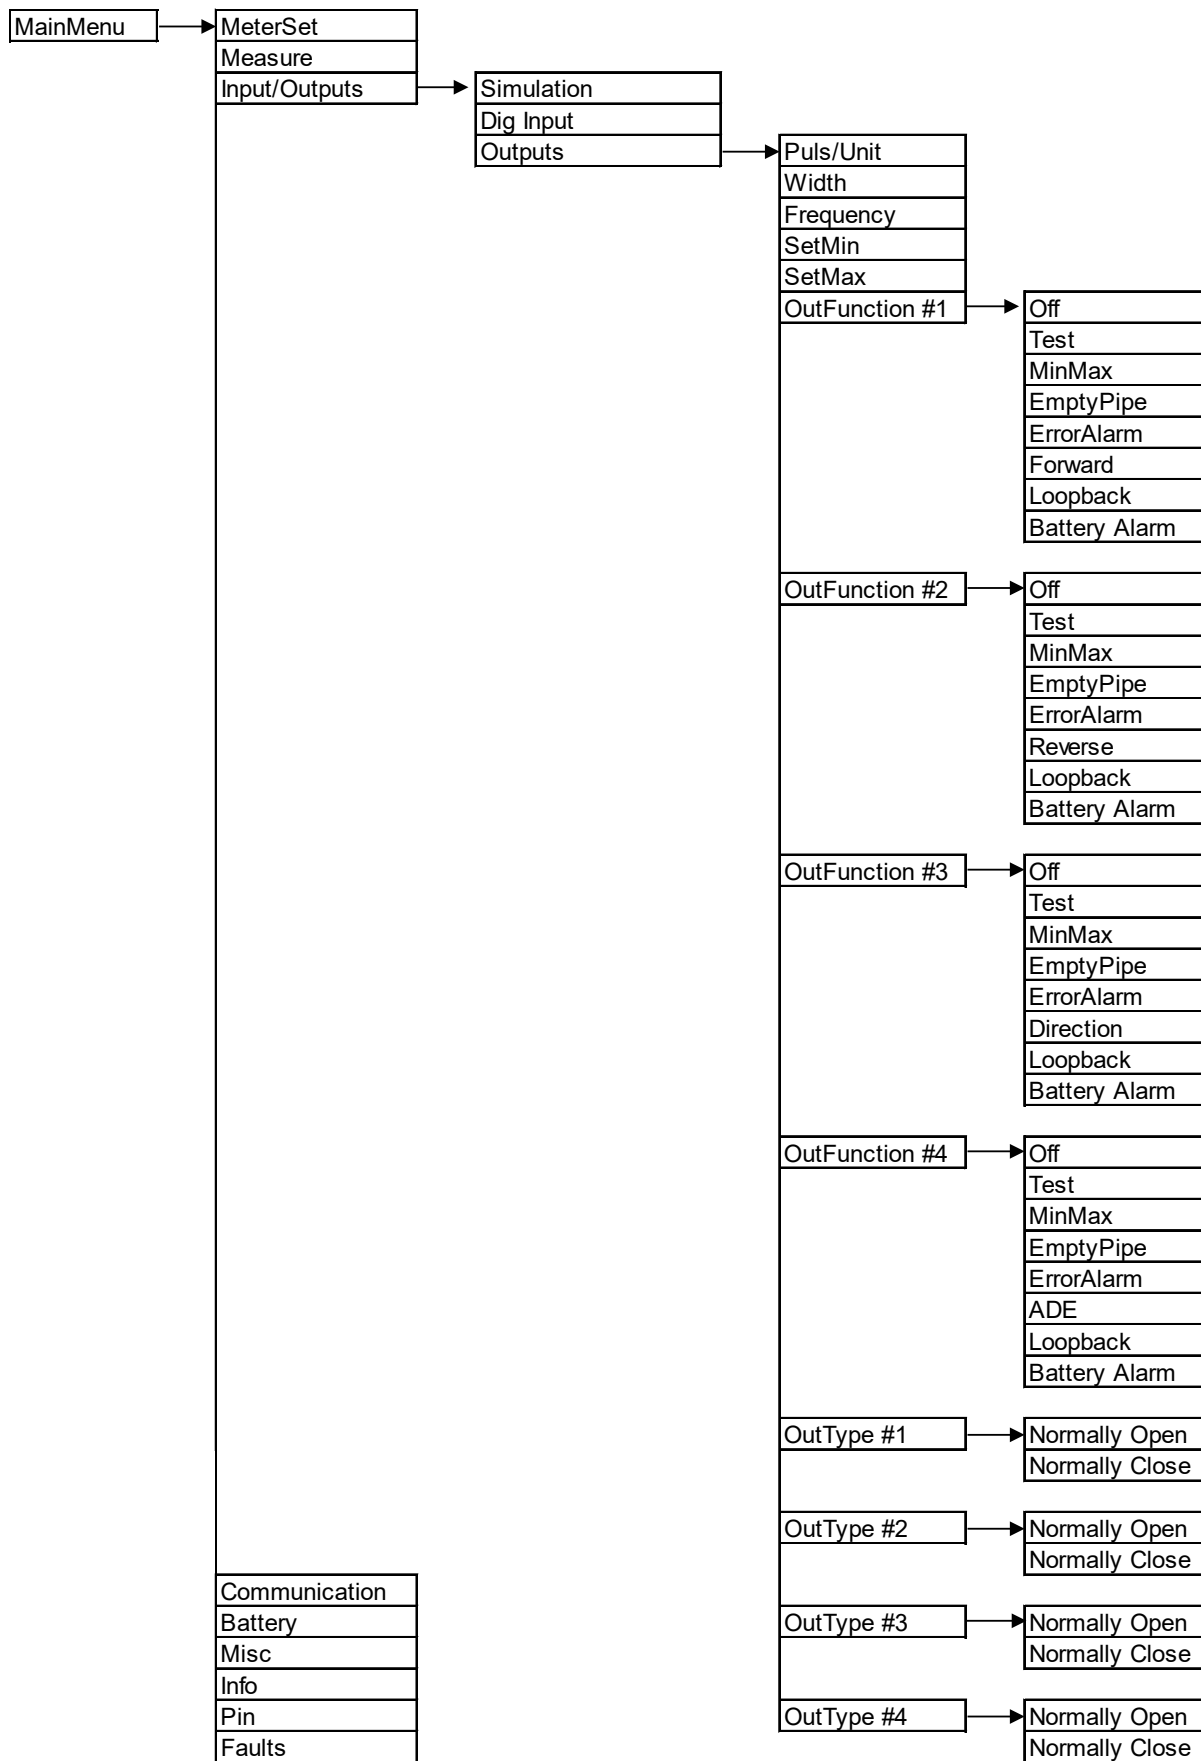 MainMenu
MeterSet
Measure
Input/Outputs
Simulation
Dig Input
Outputs
Puls/Unit
Width
Frequency
SetMin
SetMax
OutFunction #1
Off
Test
MinMax
EmptyPipe
ErrorAlarm
Forward
Loopback
Battery Alarm
OutFunction #2
Off
Test
MinMax
EmptyPipe
ErrorAlarm
Reverse
Loopback
Battery Alarm
OutFunction #3
Off
Test
MinMax
EmptyPipe
ErrorAlarm
Direction
Loopback
Battery Alarm
OutFunction #4
Off
Test
MinMax
EmptyPipe
ErrorAlarm
ADE
Loopback
Battery Alarm
OutType #1
Normally Open
Normally Close
OutType #2
Normally Open
Normally Close
OutType #3
Normally Open
Normally Close
OutType #4
Normally Open
Normally Close
Communication
Battery
Misc
Info
Pin
Faults